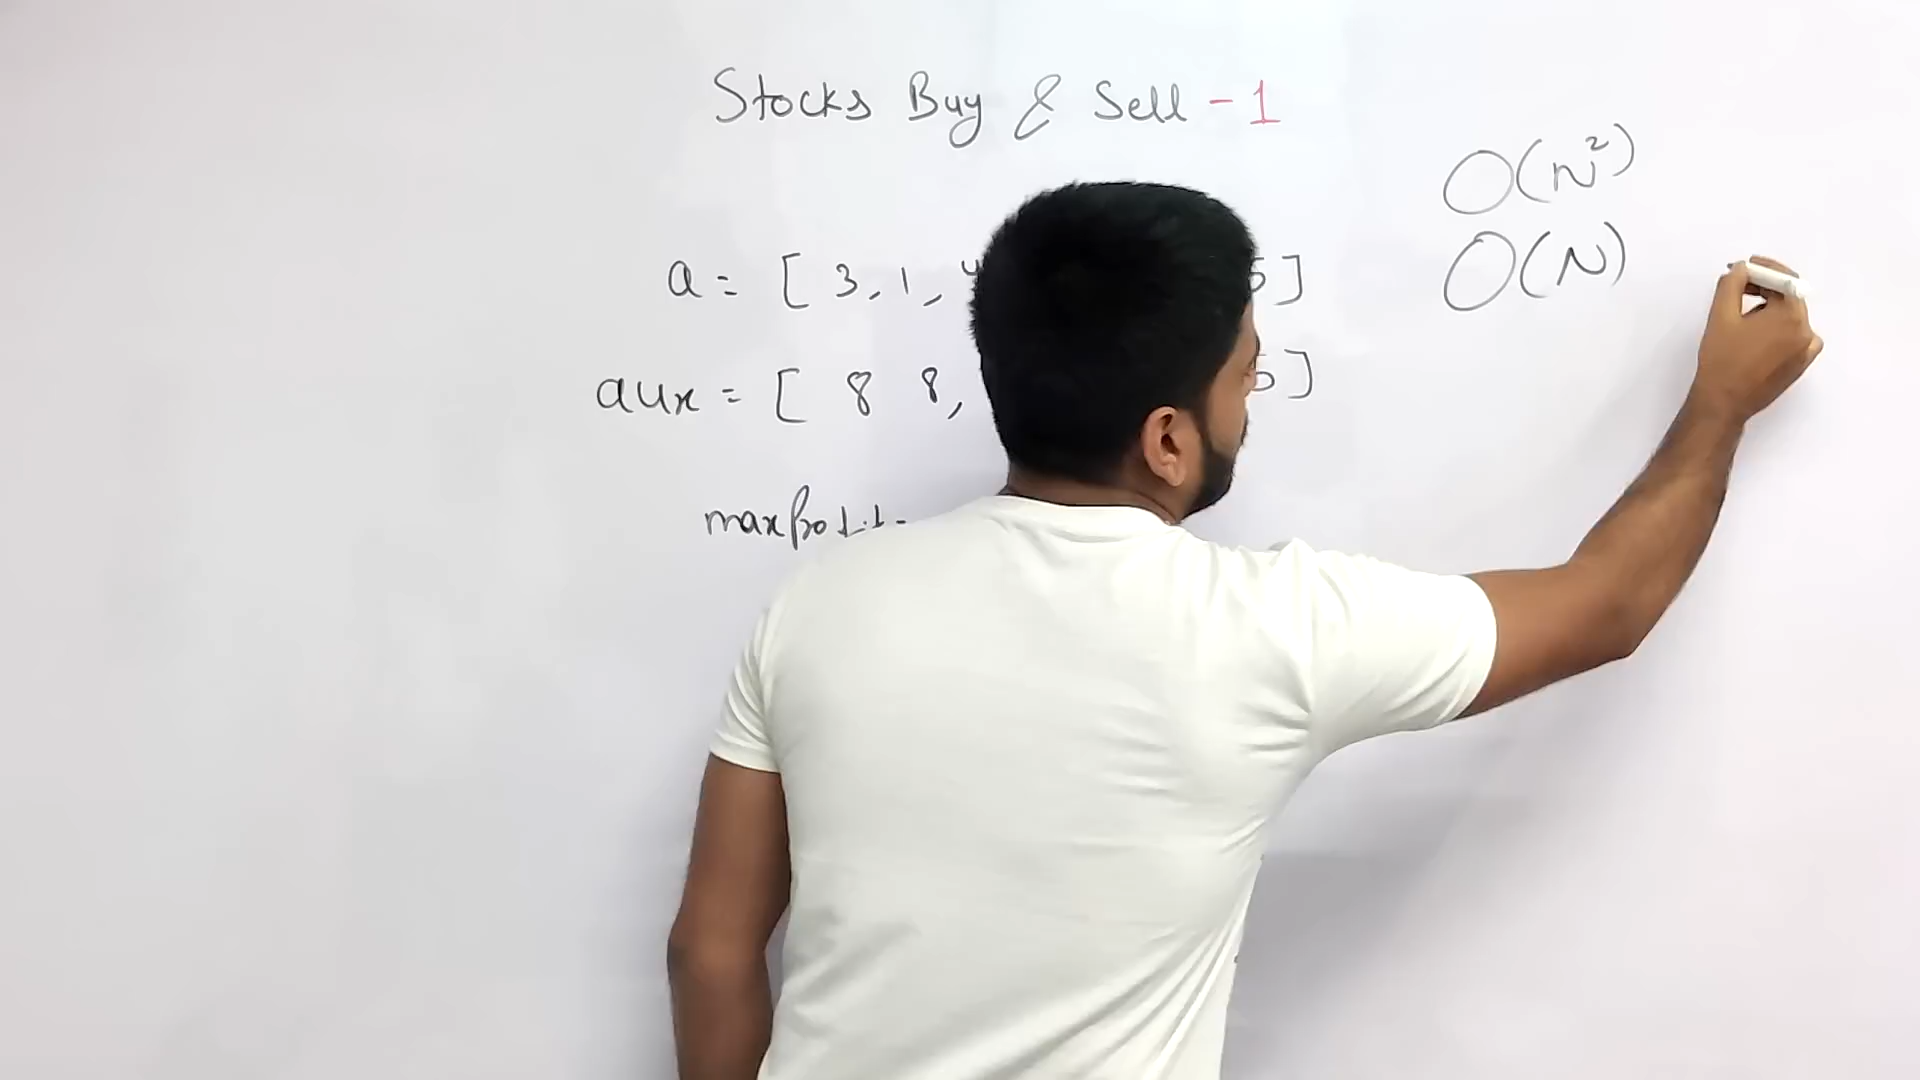 Stocks Buy & Sell - 1
O(N²)
a = [ 3, 1, 4 5 ]
O(N)
aux = [ 8 8, 5 ]
maxProfit =